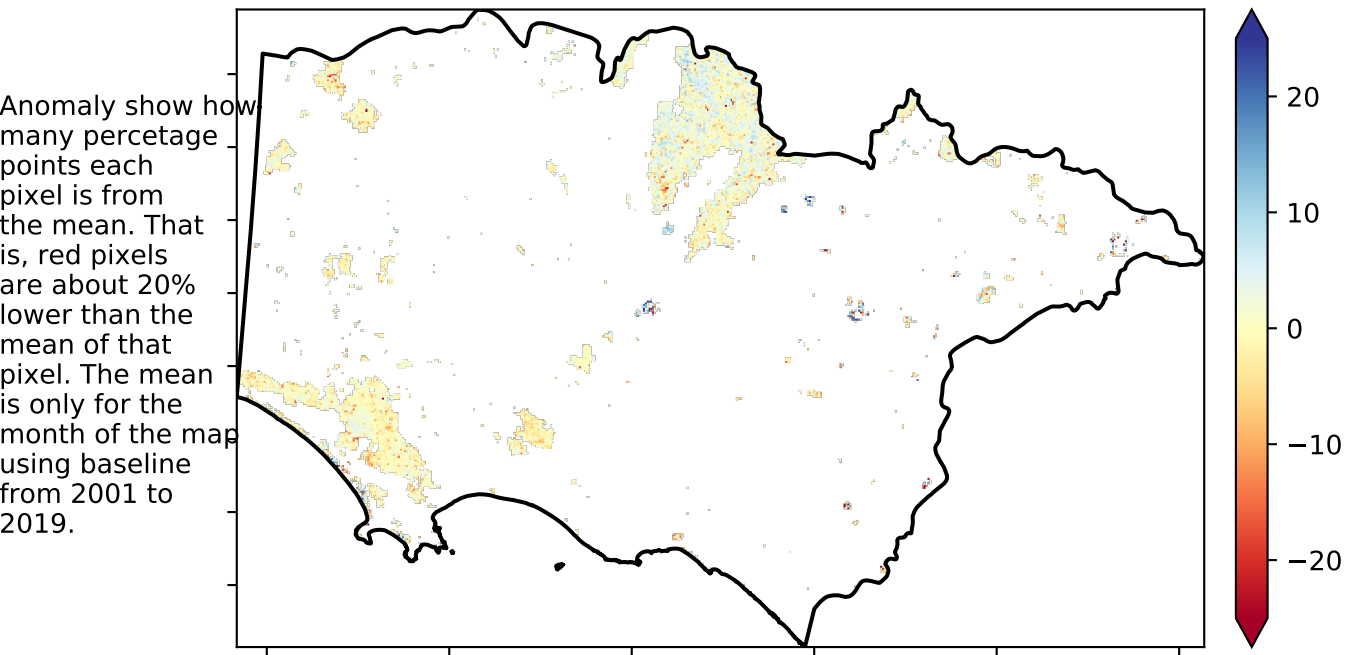 Anomaly show how
many percetage
points each
pixel is from
the mean. That
is, red pixels
are about 20%
lower than the
mean of that
pixel. The mean
is only for the
month of the map
using baseline
from 2001 to
2019.
20
10
0
−10
−20